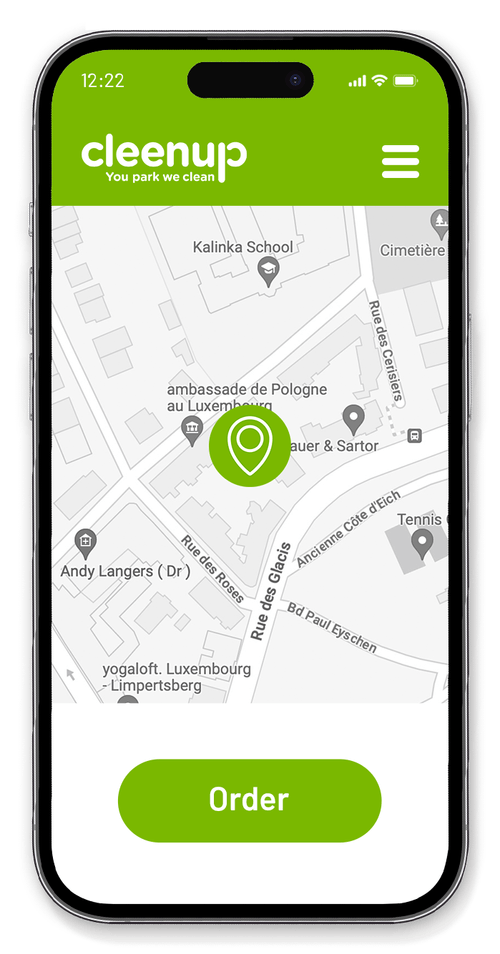 12:22
cleenup
You park we clean
Kalinka School
Cimetière
Rue des Cerisiers
ambassade de Pologne
au Luxembourg
auer & Sartor
Ancienne Côte d'Eich
Tennis
Andy Langers ( Dr )
Rue des Roses
Rue des Glacis
Bd Paul Eyschen
yogaloft. Luxembourg
- Limpertsberg
Order